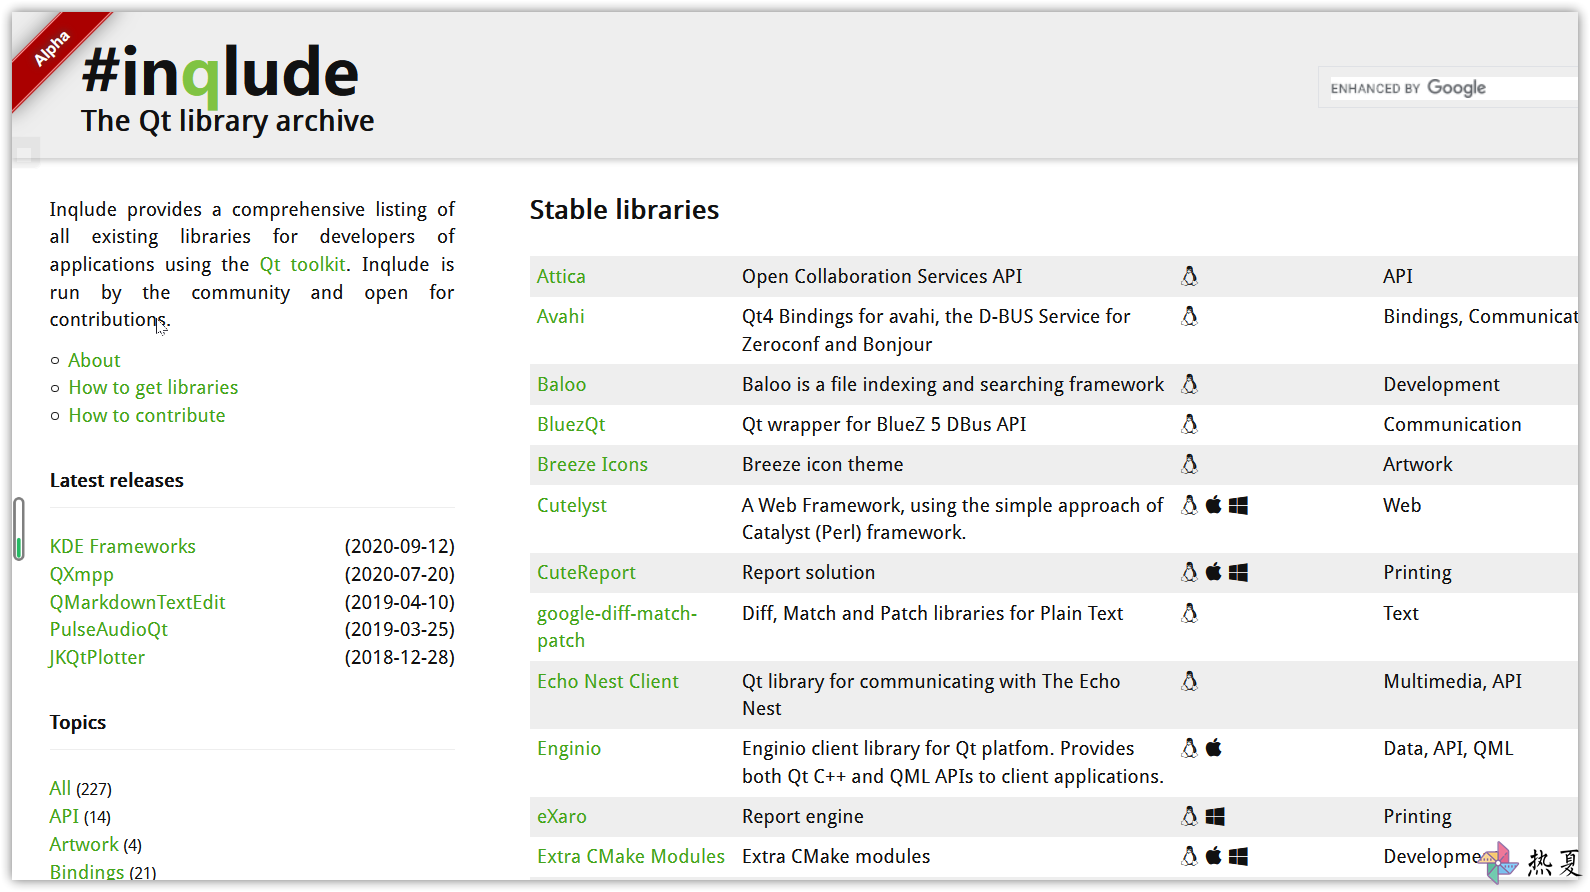 Alpha
#inqlude
The Qt library archive
ENHANCED BY Google
Inqlude provides a comprehensive listing of
all existing libraries for developers of
applications using the Qt toolkit. Inqlude is
run by the community and open for
contributions.
About
How to get libraries
How to contribute
Latest releases
KDE Frameworks (2020-09-12)
QXmpp (2020-07-20)
QMarkdownTextEdit (2019-04-10)
PulseAudioQt (2019-03-25)
JKQtPlotter (2018-12-28)
Topics
All (227)
API (14)
Artwork (4)
Bindings (21)
Stable libraries
Attica Open Collaboration Services API API
Avahi Qt4 Bindings for avahi, the D-BUS Service for Bindings, Communicat
Zeroconf and Bonjour
Baloo Baloo is a file indexing and searching framework Development
BluezQt Qt wrapper for BlueZ 5 DBus API Communication
Breeze Icons Breeze icon theme Artwork
Cutelyst A Web Framework, using the simple approach of Web
Catalyst (Perl) framework.
CuteReport Report solution Printing
google-diff-match- Diff, Match and Patch libraries for Plain Text Text
patch
Echo Nest Client Qt library for communicating with The Echo Multimedia, API
Nest
Enginio Enginio client library for Qt platfom. Provides Data, API, QML
both Qt C++ and QML APIs to client applications.
eXaro Report engine Printing
Extra CMake Modules Extra CMake modules Developme
热夏